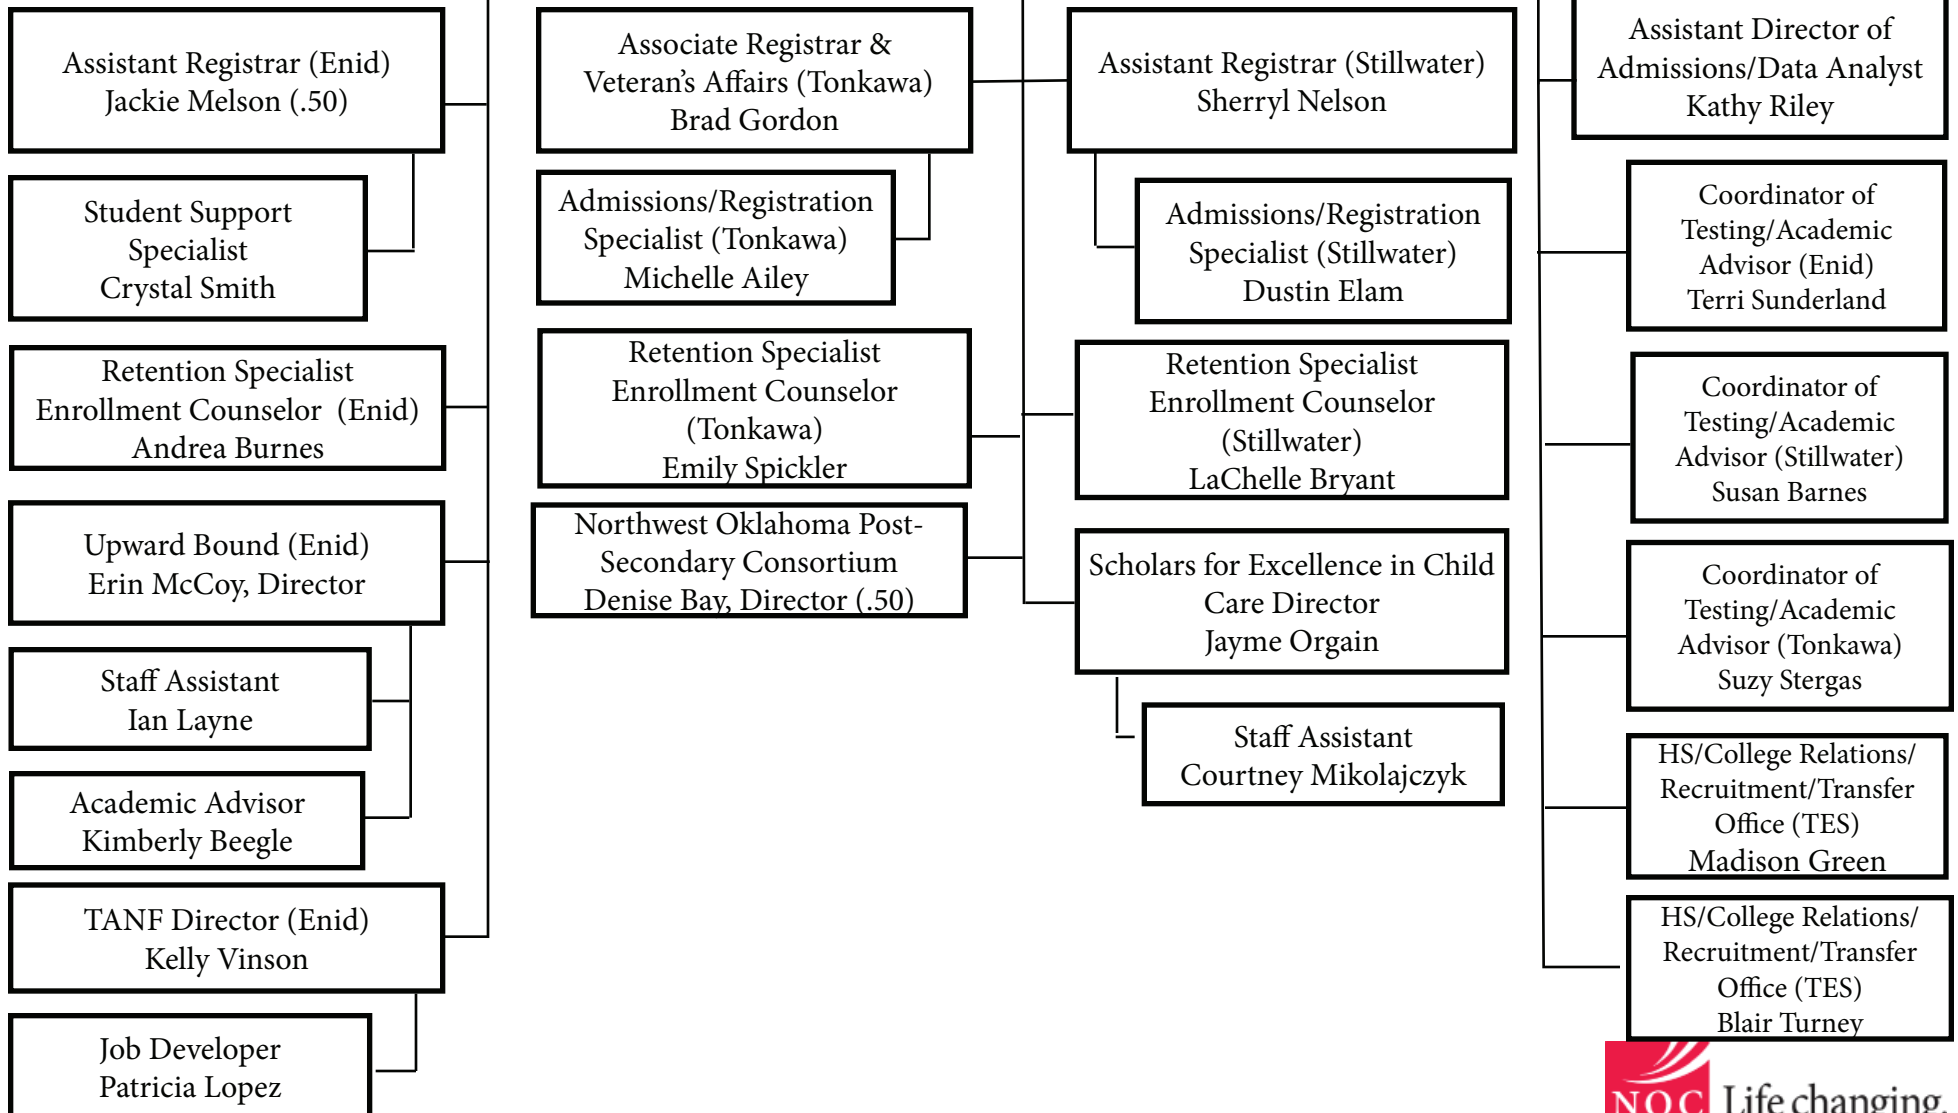 Assistant Registrar (Enid)
Jackie Melson (.50)
Student Support
Specialist
Crystal Smith
Retention Specialist
Enrollment Counselor  (Enid)
Andrea Burnes
Upward Bound (Enid)
Erin McCoy, Director
Staff Assistant
Ian Layne
Academic Advisor
Kimberly Beegle
TANF Director (Enid)
Kelly Vinson
Job Developer
Patricia Lopez
Associate Registrar &
Veteran's Affairs (Tonkawa)
Brad Gordon
Admissions/Registration
Specialist (Tonkawa)
Michelle Ailey
Retention Specialist
Enrollment Counselor
(Tonkawa)
Emily Spickler
Northwest Oklahoma Post-
Secondary Consortium
Denise Bay, Director (.50)
Assistant Registrar (Stillwater)
Sherryl Nelson
Admissions/Registration
Specialist (Stillwater)
Dustin Elam
Retention Specialist
Enrollment Counselor
(Stillwater)
LaChelle Bryant
Scholars for Excellence in Child
Care Director
Jayme Orgain
Staff Assistant
Courtney Mikolajczyk
Assistant Director of
Admissions/Data Analyst
Kathy Riley
Coordinator of
Testing/Academic
Advisor (Enid)
Terri Sunderland
Coordinator of
Testing/Academic
Advisor (Stillwater)
Susan Barnes
Coordinator of
Testing/Academic
Advisor (Tonkawa)
Suzy Stergas
HS/College Relations/
Recruitment/Transfer
Office (TES)
Madison Green
HS/College Relations/
Recruitment/Transfer
Office (TES)
Blair Turney
NOC Life changing.